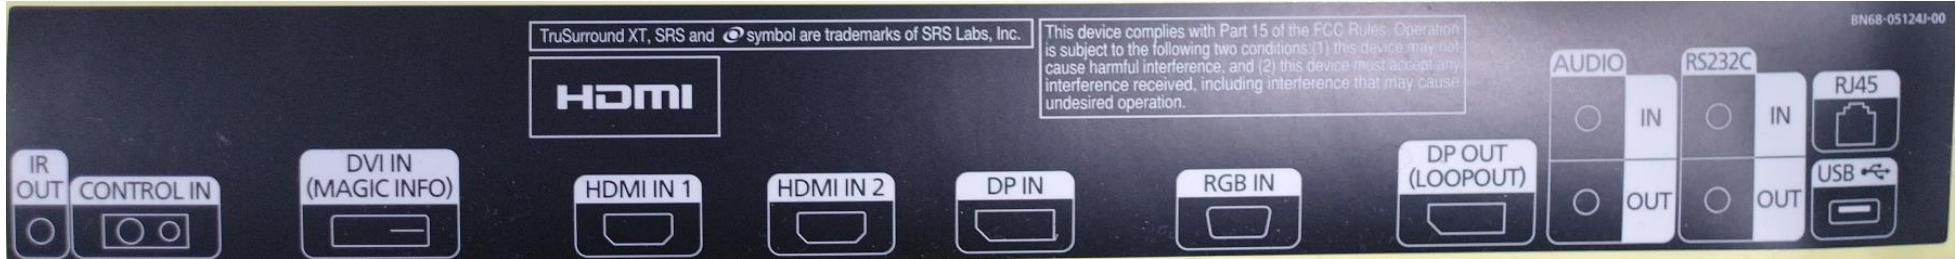 TruSurround XT, SRS and symbol are trademarks of SRS Labs, Inc.
This device complies with Part 15 of the FCC Rules. Operation
is subject to the following two conditions:(1) this device may not
cause harmful interference, and (2) this device must accept any
interference received, including interference that may cause
undesired operation.
BN68-05124J-00
HDMI
IR
OUT
CONTROL IN
DVI IN
(MAGIC INFO)
HDMI IN 1
HDMI IN 2
DP IN
RGB IN
DP OUT
(LOOPOUT)
AUDIO
IN
OUT
RS232C
IN
OUT
RJ45
USB